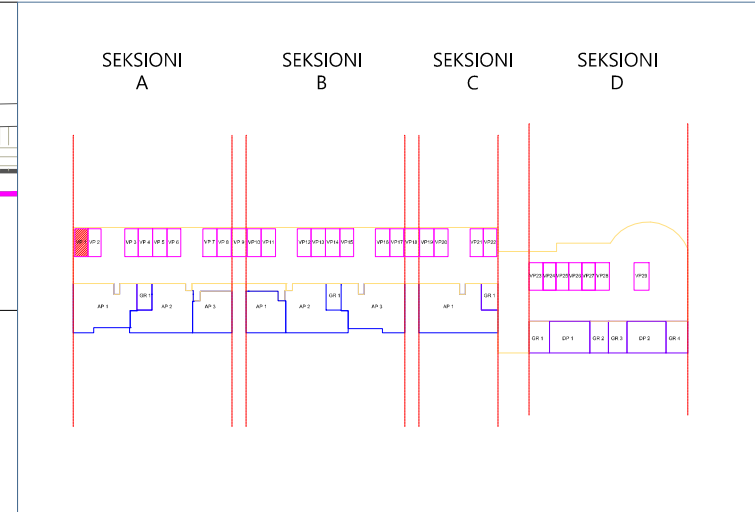 SEKSIONI
A
SEKSIONI
B
SEKSIONI
C
SEKSIONI
D
VP 1 VP 2 VP 3 VP 4 VP 5 VP 6 VP 7 VP 8 VP 9 VP10 VP11 VP12 VP13 VP14 VP15 VP16 VP17 VP18 VP19 VP20 VP21 VP22
VP23 VP24 VP25 VP26 VP27 VP28 VP29
AP 1 GR 1 AP 2 AP 3 AP 1 AP 2 GR 1 AP 3 AP 1 GR 1
GR 1 DP 1 GR 2 GR 3 DP 2 GR 4